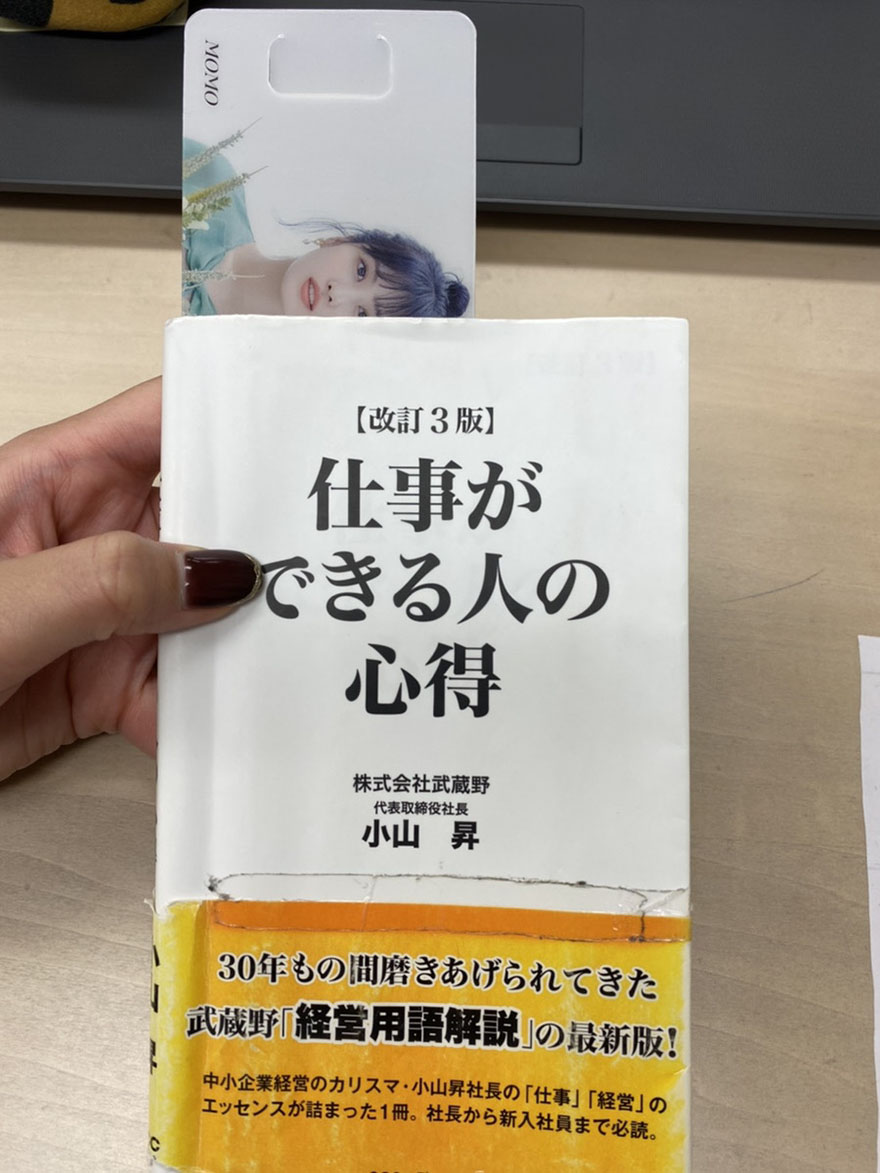 MOMO
【改訂3版】
仕事が
できる人の
心得
株式会社武蔵野
代表取締役社長
小山 昇
30年もの間磨きあげられてきた
武蔵野「経営用語解説」の最新版!
中小企業経営のカリスマ・小山昇社長の「仕事」「経営」の
エッセンスが詰まった1冊。社長から新入社員まで必読。
小山 昇